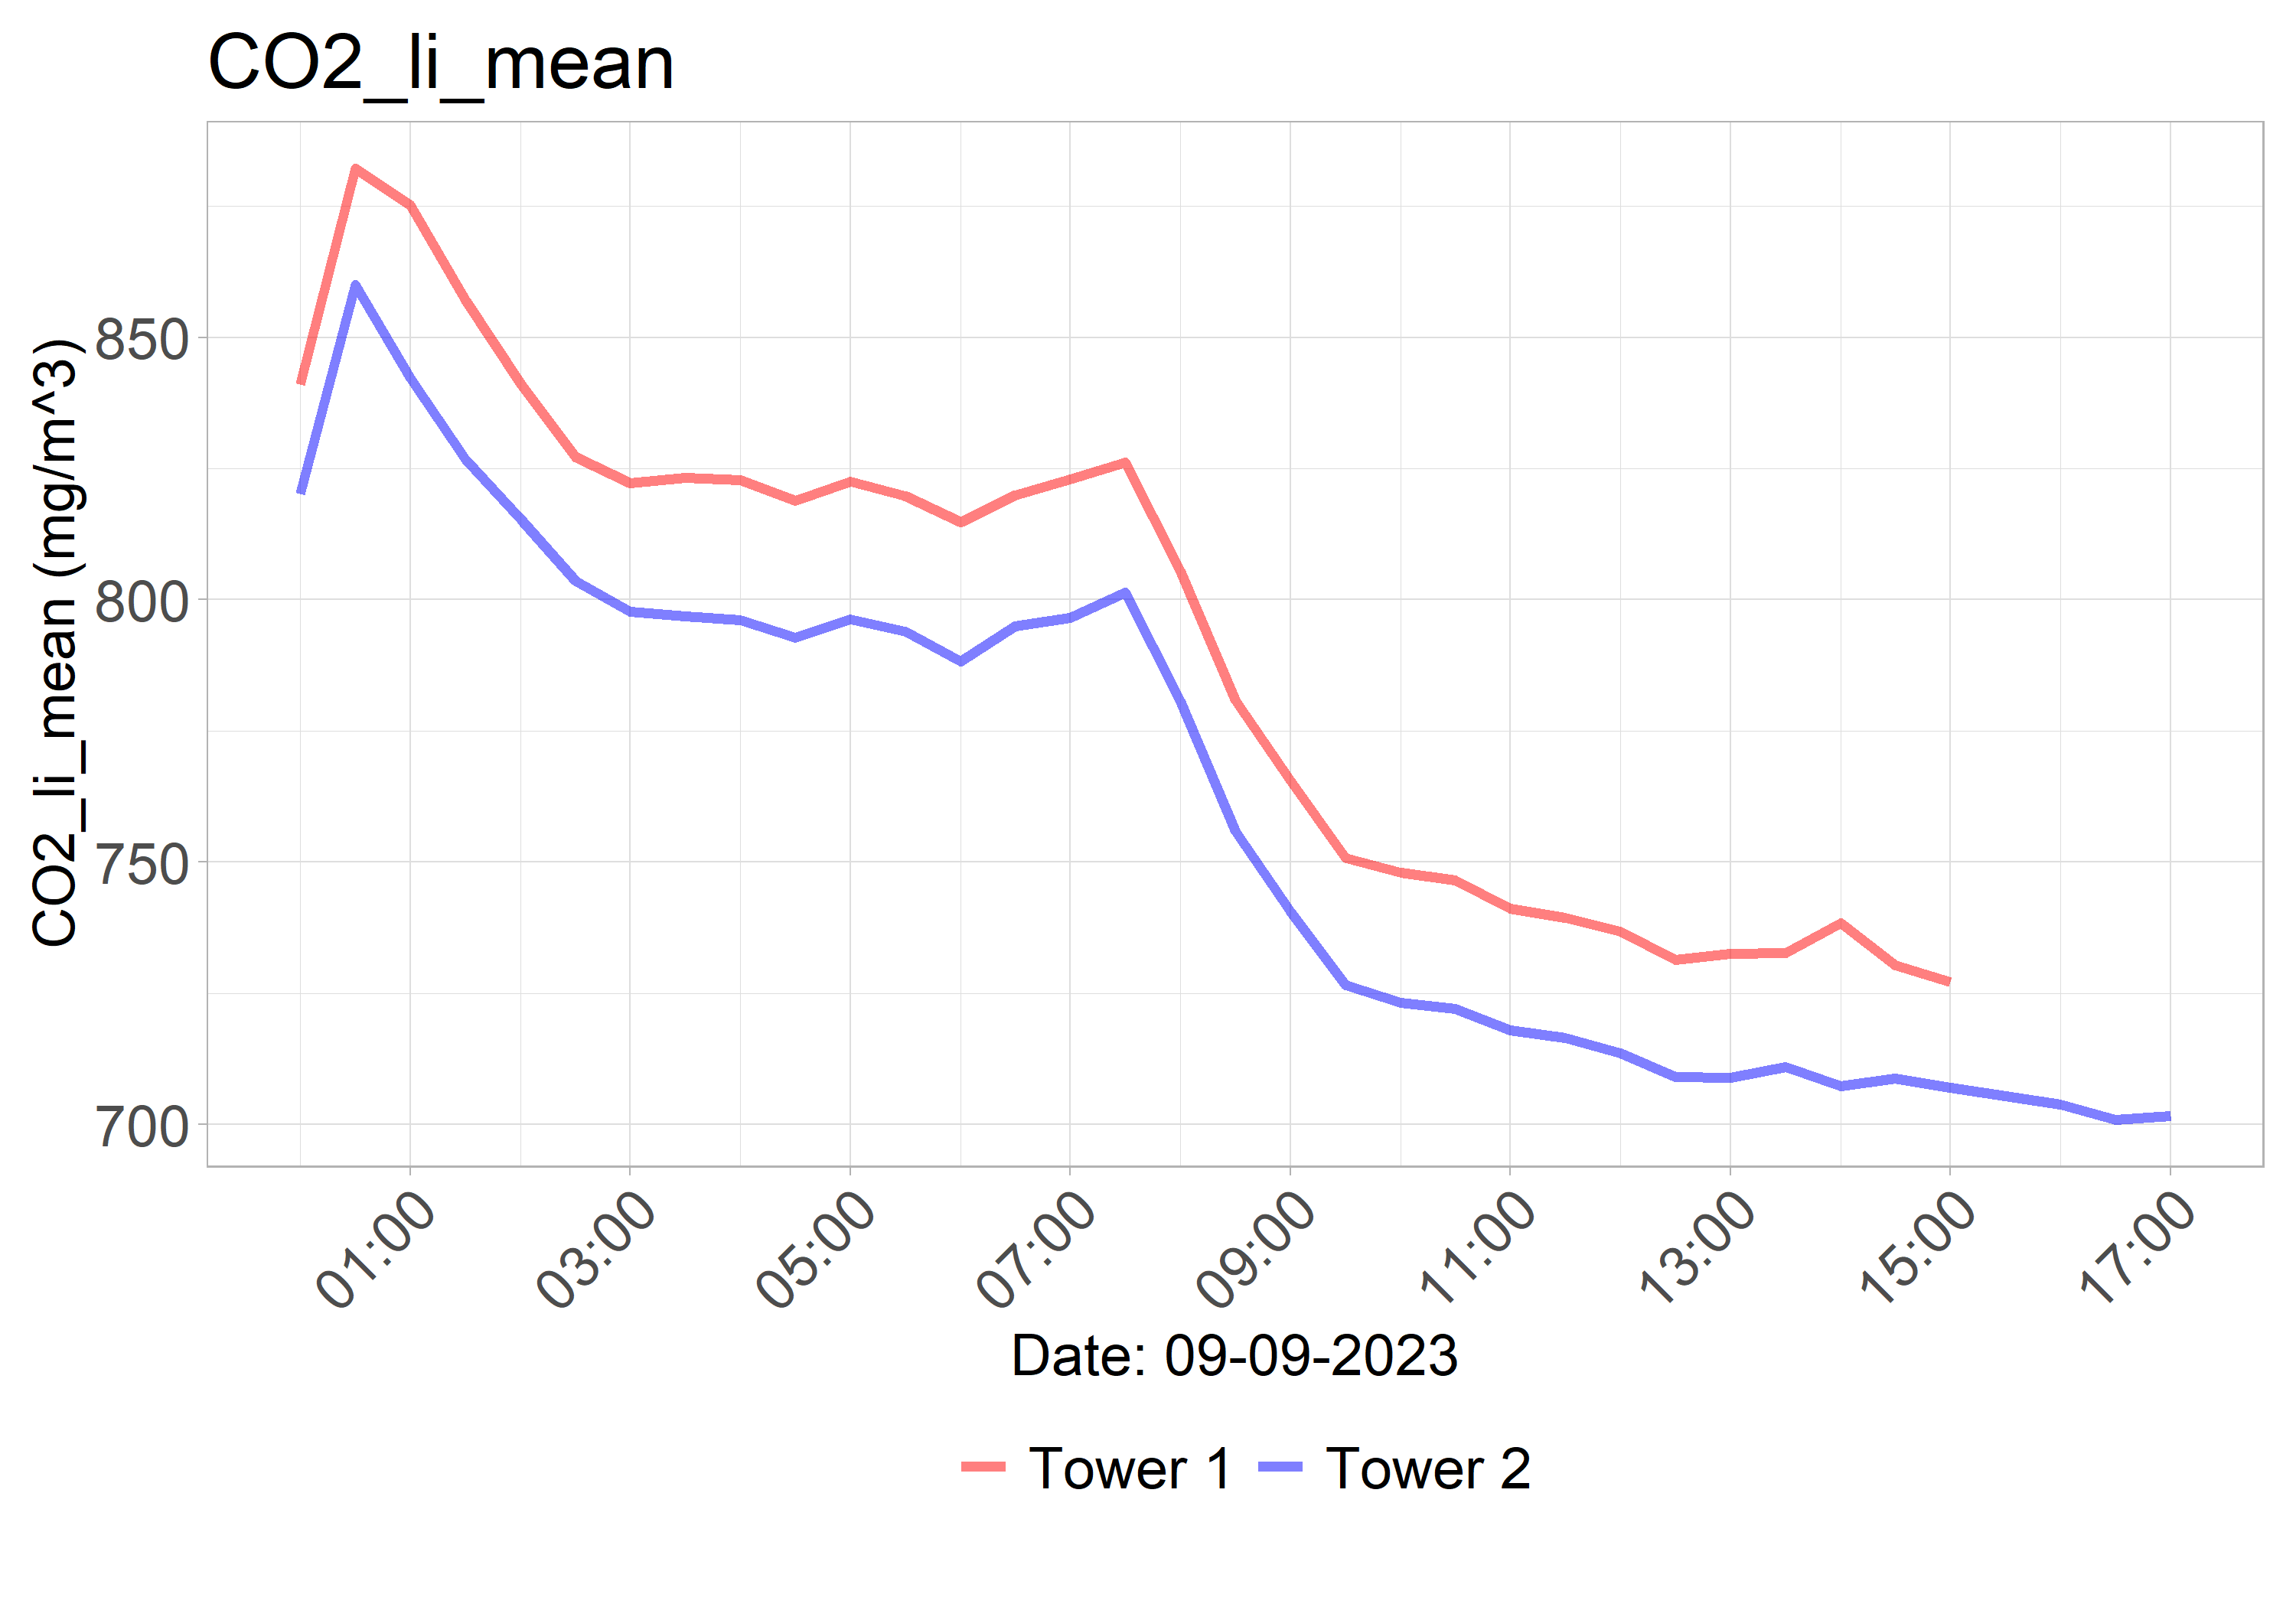 CO2_li_mean
CO2_li_mean (mg/m^3)
850
800
750
700
01:00
03:00
05:00
07:00
09:00
11:00
13:00
15:00
17:00
Date: 09-09-2023
Tower 1
Tower 2